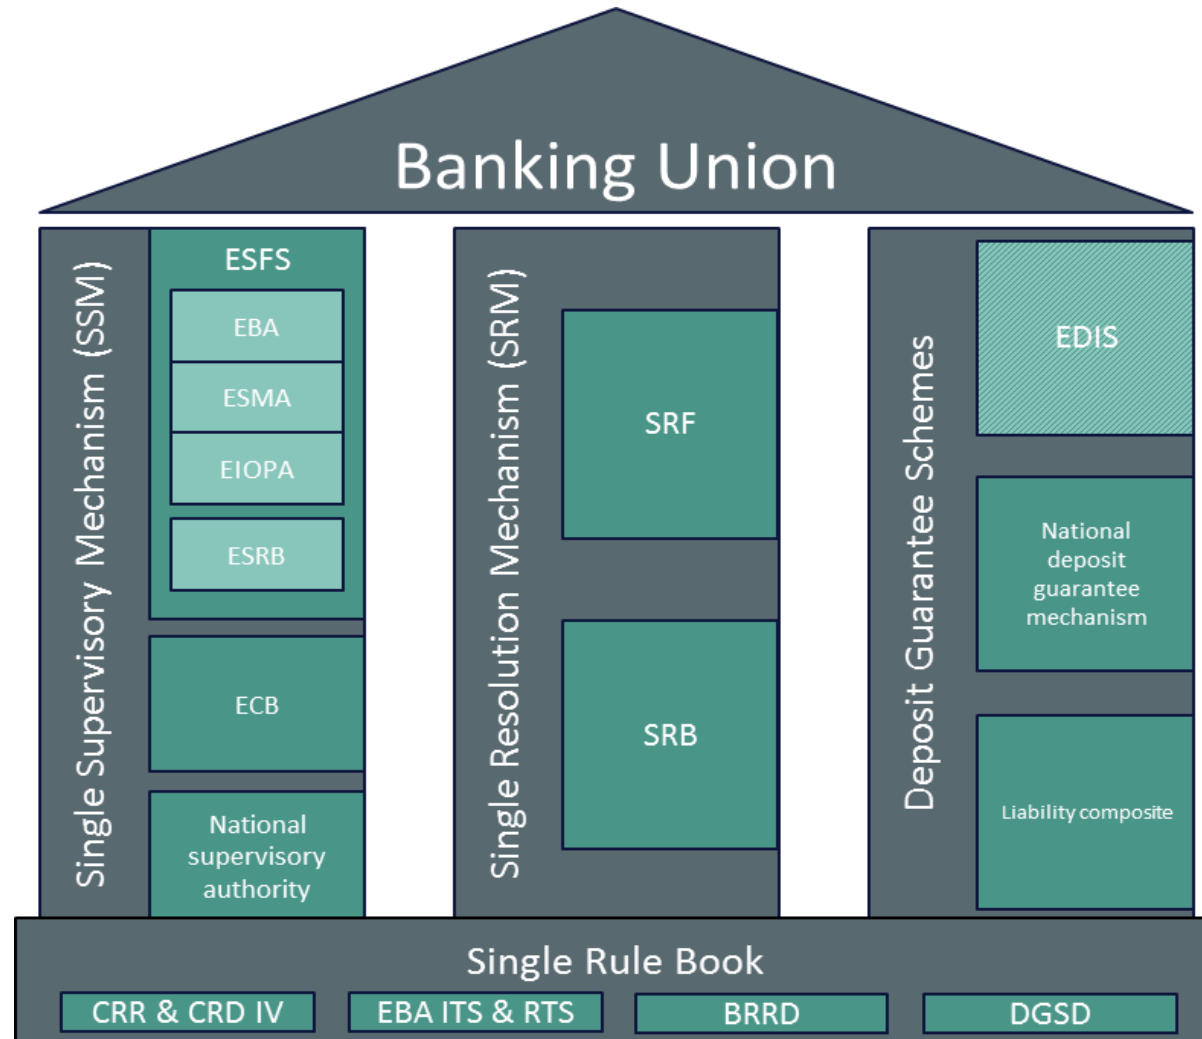 Banking Union
Single Supervisory Mechanism (SSM)
ESFS
EBA
ESMA
EIOPA
ESRB
ECB
National
supervisory
authority
Single Resolution Mechanism (SRM)
SRF
SRB
Deposit Guarantee Schemes
EDIS
National
deposit
guarantee
mechanism
Liability composite
Single Rule Book
CRR & CRD IV
EBA ITS & RTS
BRRD
DGSD